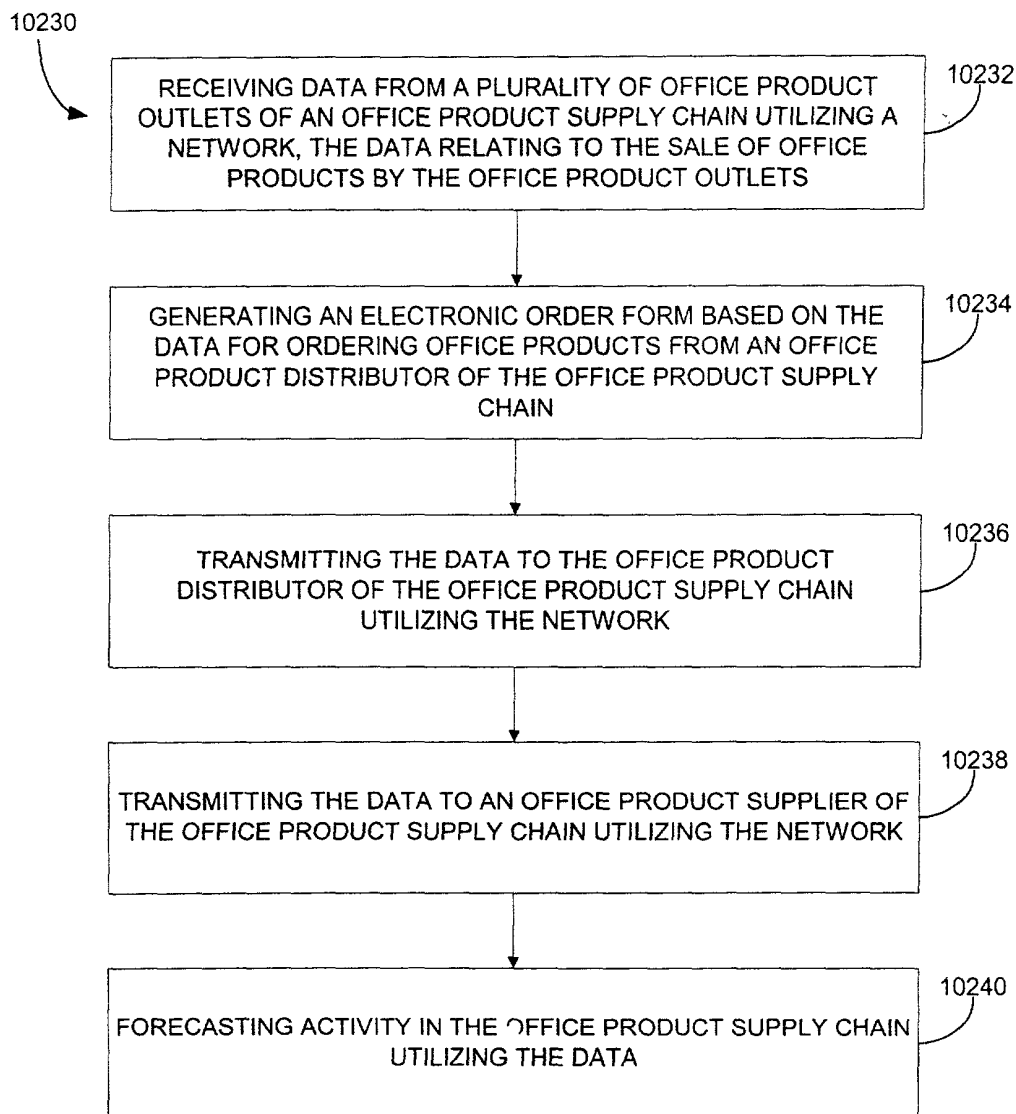 10230
RECEIVING DATA FROM A PLURALITY OF OFFICE PRODUCT
OUTLETS OF AN OFFICE PRODUCT SUPPLY CHAIN UTILIZING A
NETWORK, THE DATA RELATING TO THE SALE OF OFFICE
PRODUCTS BY THE OFFICE PRODUCT OUTLETS
10232
GENERATING AN ELECTRONIC ORDER FORM BASED ON THE
DATA FOR ORDERING OFFICE PRODUCTS FROM AN OFFICE
PRODUCT DISTRIBUTOR OF THE OFFICE PRODUCT SUPPLY
CHAIN
10234
TRANSMITTING THE DATA TO THE OFFICE PRODUCT
DISTRIBUTOR OF THE OFFICE PRODUCT SUPPLY CHAIN
UTILIZING THE NETWORK
10236
TRANSMITTING THE DATA TO AN OFFICE PRODUCT SUPPLIER OF
THE OFFICE PRODUCT SUPPLY CHAIN UTILIZING THE NETWORK
10238
FORECASTING ACTIVITY IN THE OFFICE PRODUCT SUPPLY CHAIN
UTILIZING THE DATA
10240